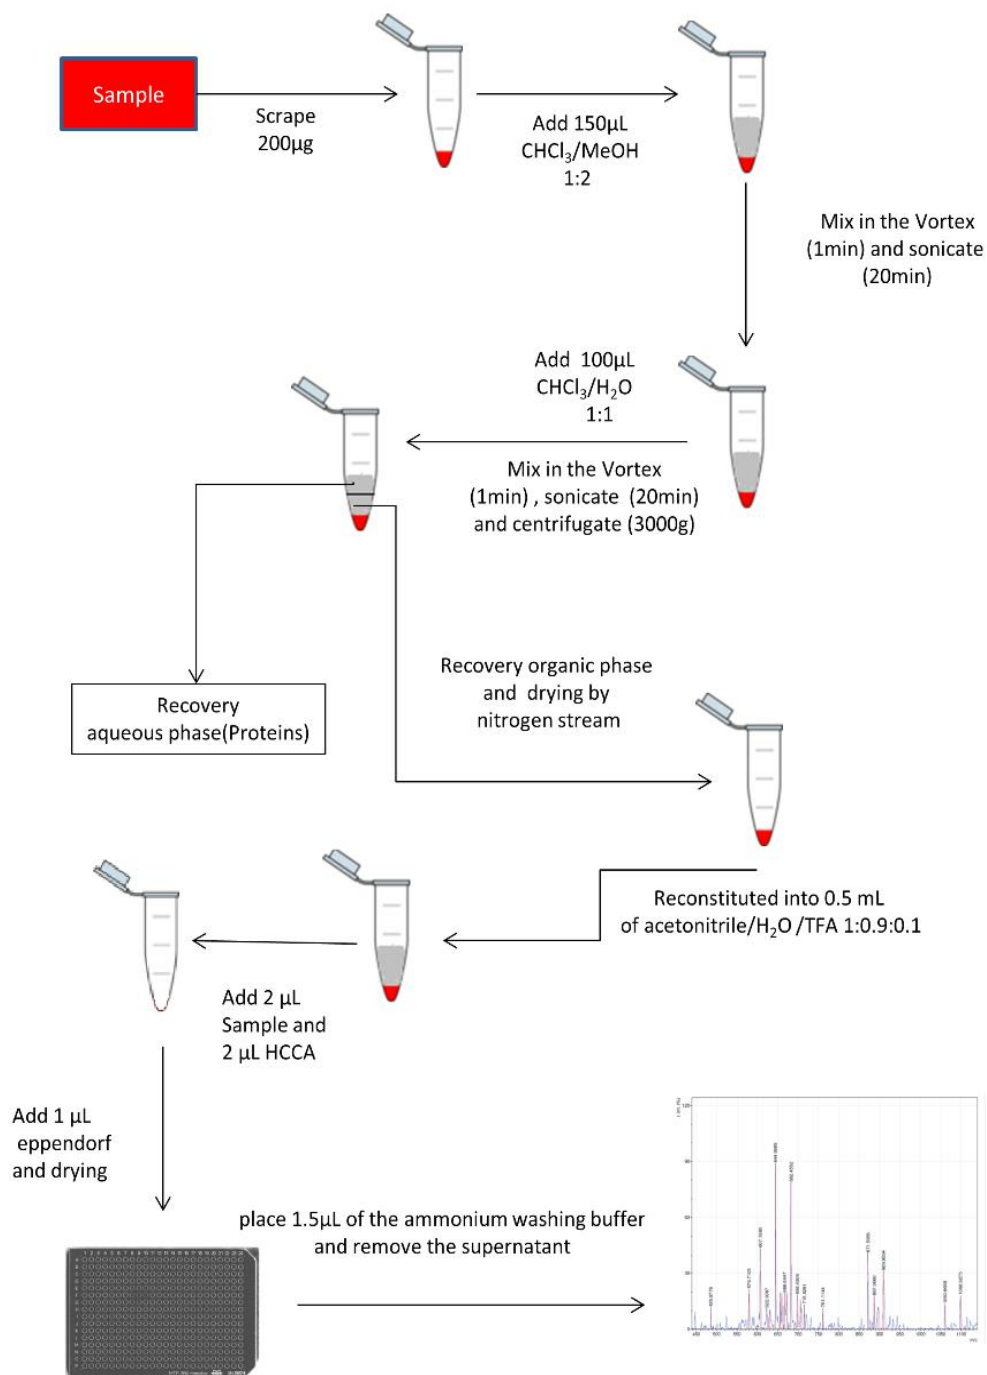 Sample
Scrape
200µg
Add 150µL
CHCl₃/MeOH
1:2
Mix in the Vortex
(1min) and sonicate
(20min)
Add 100µL
CHCl₃/H₂O
1:1
Mix in the Vortex
(1min) , sonicate (20min)
and centrifugate (3000g)
Recovery
aqueous phase(Proteins)
Recovery organic phase
and drying by
nitrogen stream
Reconstituted into 0.5 mL
of acetonitrile/H₂O /TFA 1:0.9:0.1
Add 2 µL
Sample and
2 µL HCCA
Add 1 µL
eppendorf
and drying
place 1.5µL of the ammonium washing buffer
and remove the supernatant